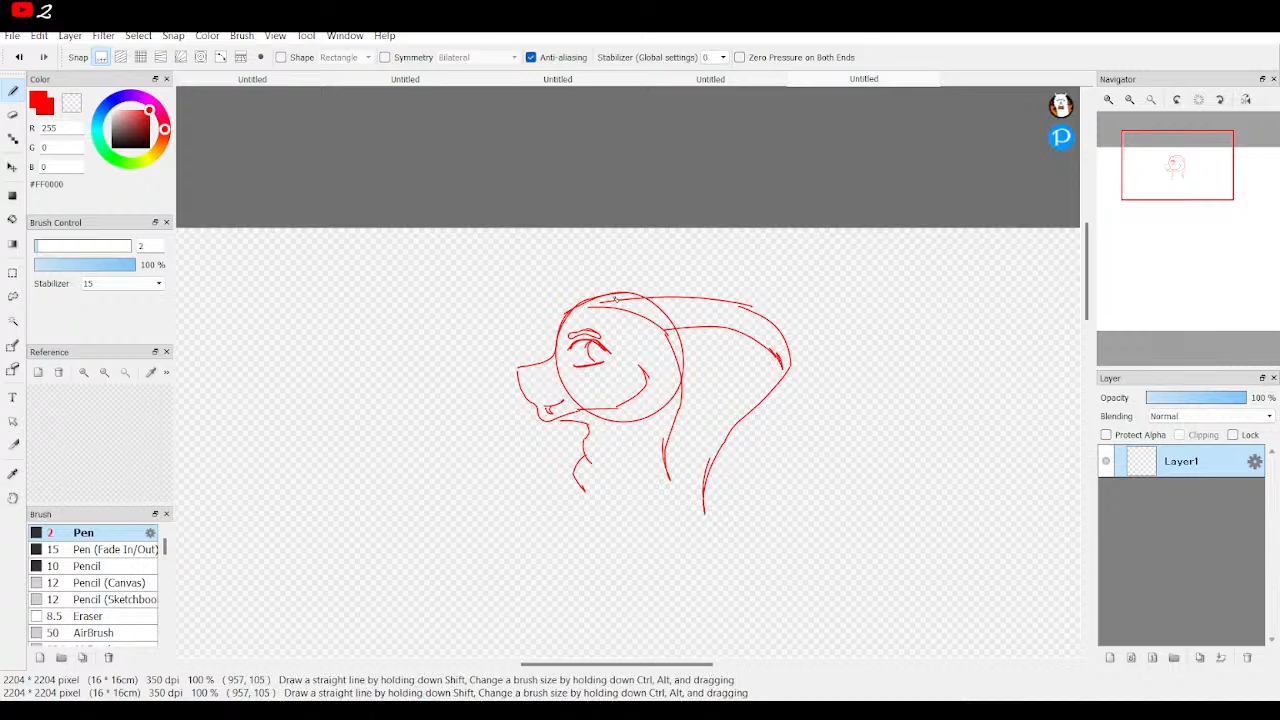 2
File Edit Layer Filter Select Snap Color Brush View Tool Window Help
Snap Shape Rectangle Symmetry Bilateral Anti-aliasing Stabilizer (Global settings) 0 Zero Pressure on Both Ends
Color
Untitled Untitled Untitled Untitled Untitled
Navigator
R 255
G 0
B 0
#FF0000
Brush Control
2
100 %
Stabilizer 15
Reference
Layer
Opacity 100 %
Blending Normal
Protect Alpha Clipping Lock
Layer1
Brush
2 Pen
15 Pen (Fade In/Out)
10 Pencil
12 Pencil (Canvas)
12 Pencil (Sketchboo
8.5 Eraser
50 AirBrush
2204 * 2204 pixel (16 * 16cm) 350 dpi 100 % ( 957, 105 ) Draw a straight line by holding down Shift, Change a brush size by holding down Ctrl, Alt, and dragging
2204 * 2204 pixel (16 * 16cm) 350 dpi 100 % ( 957, 105 ) Draw a straight line by holding down Shift, Change a brush size by holding down Ctrl, Alt, and dragging